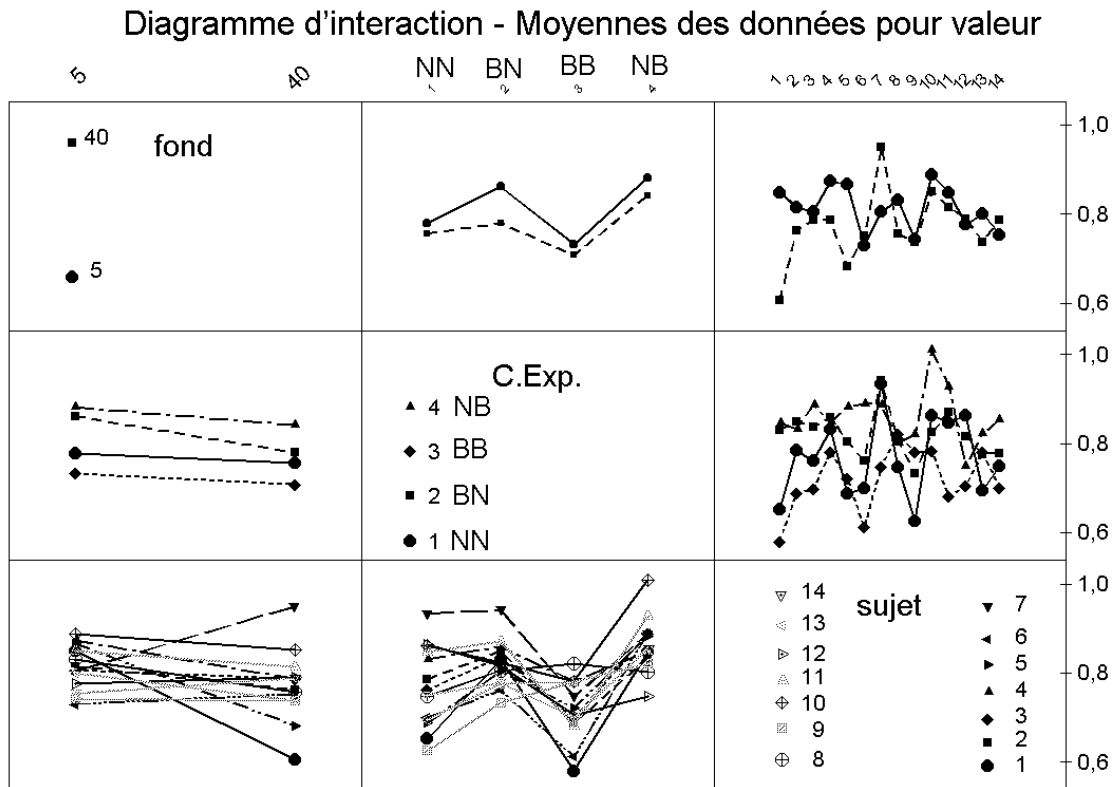 Diagramme d'interaction - Moyennes des données pour valeur
5 40 NN BN BB NB 1 2 3 4 5 6 7 8 9 10 11 12 13 14
1 2 3 4
40 fond
5
1,0
0,8
0,6
C.Exp.
4 NB
3 BB
2 BN
1 NN
1,0
0,8
0,6
sujet
14 7
13 6
12 5
11 4
10 3
9 2
8 1
1,0
0,8
0,6